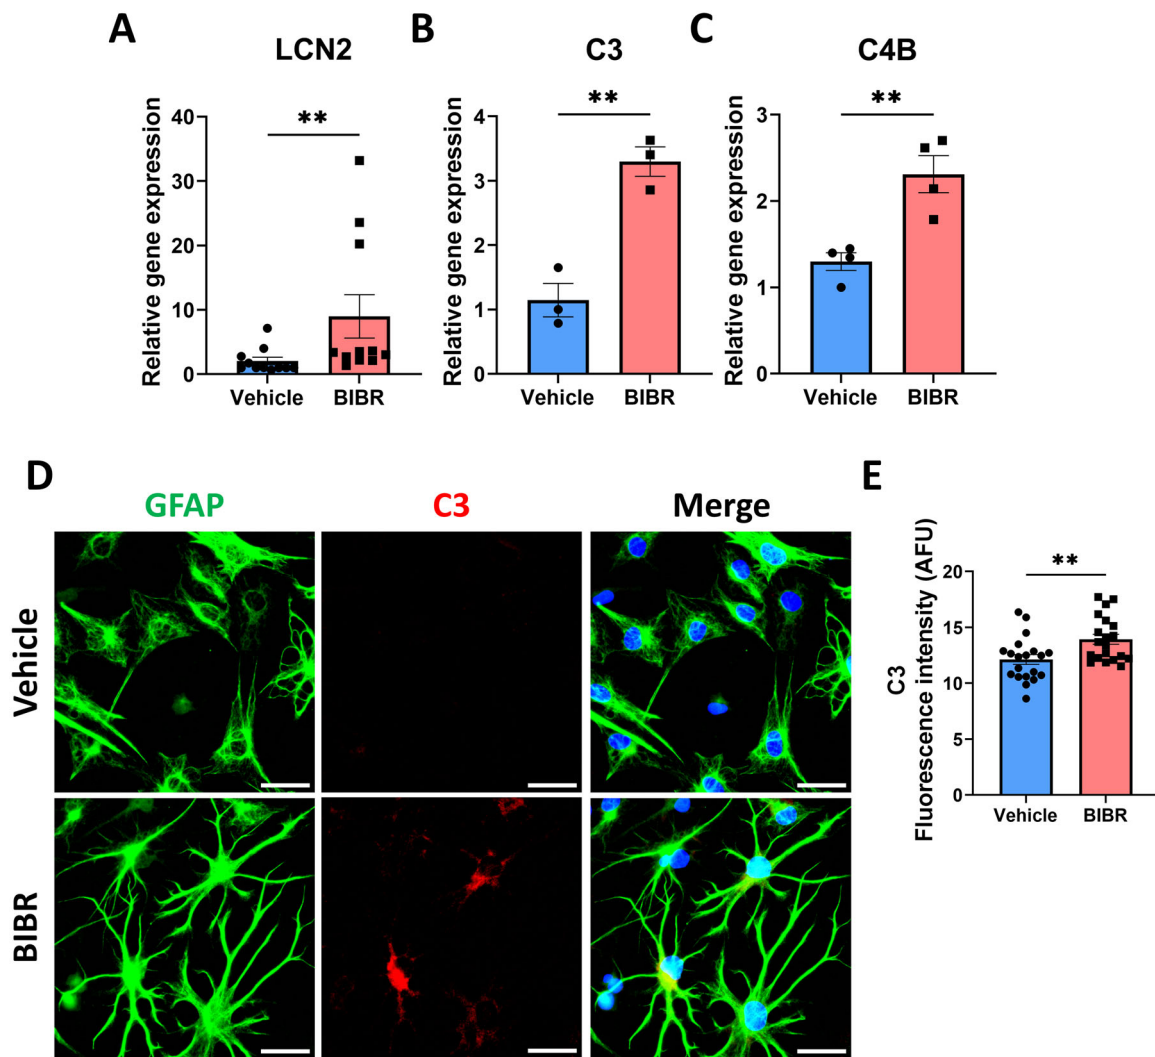 A
LCN2
Relative gene expression
40
30
20
10
0
**
Vehicle
BIBR
B
C3
Relative gene expression
4
3
2
1
0
**
Vehicle
BIBR
C
C4B
Relative gene expression
3
2
1
0
**
Vehicle
BIBR
D
GFAP
C3
Merge
Vehicle
BIBR
E
C3
Fluorescence intensity (AFU)
20
15
10
5
0
**
Vehicle
BIBR